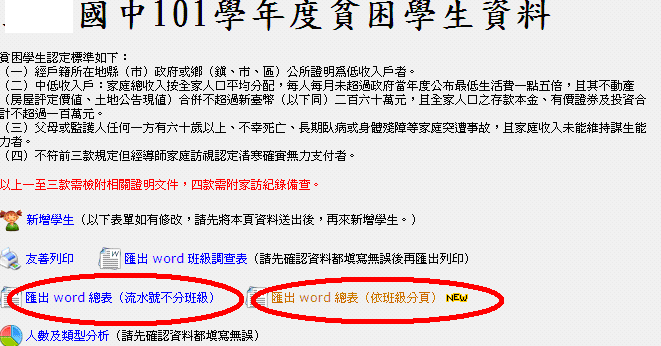 國中101學年度貧困學生資料
貧困學生認定標準如下：
（一）經戶籍所在地縣（市）政府或鄉（鎮、市、區）公所證明為低收入戶者。
（二）中低收入戶：家庭總收入按全家人口平均分配，每人每月未超過政府當年度公布最低生活費一點五倍，且其不動產
（房屋評定價值、土地公告現值）合併不超過新臺幣（以下同）二百六十萬元，且全家人口之存款本金、有價證券及投資合
計不超過一百萬元。
（三）父母或監護人任何一方有六十歲以上、不幸死亡、長期臥病或身體殘障等家庭突遭事故，且家庭收入未能維持謀生能
力者。
（四）不符前三款規定但經導師家庭訪視認定清寒確實無力支付者。
以上一至三款需檢附相關證明文件，四款需附家訪紀錄備查。
新增學生（以下表單如有修改，請先將本頁資料送出後，再來新增學生。）
友善列印 匯出 word 班級調查表（請先確認資料都填寫無誤後再匯出列印）
匯出 word 總表（流水號不分班級） 匯出 word 總表（依班級分頁） NEW
人數及類型分析（請先確認資料都填寫無誤）